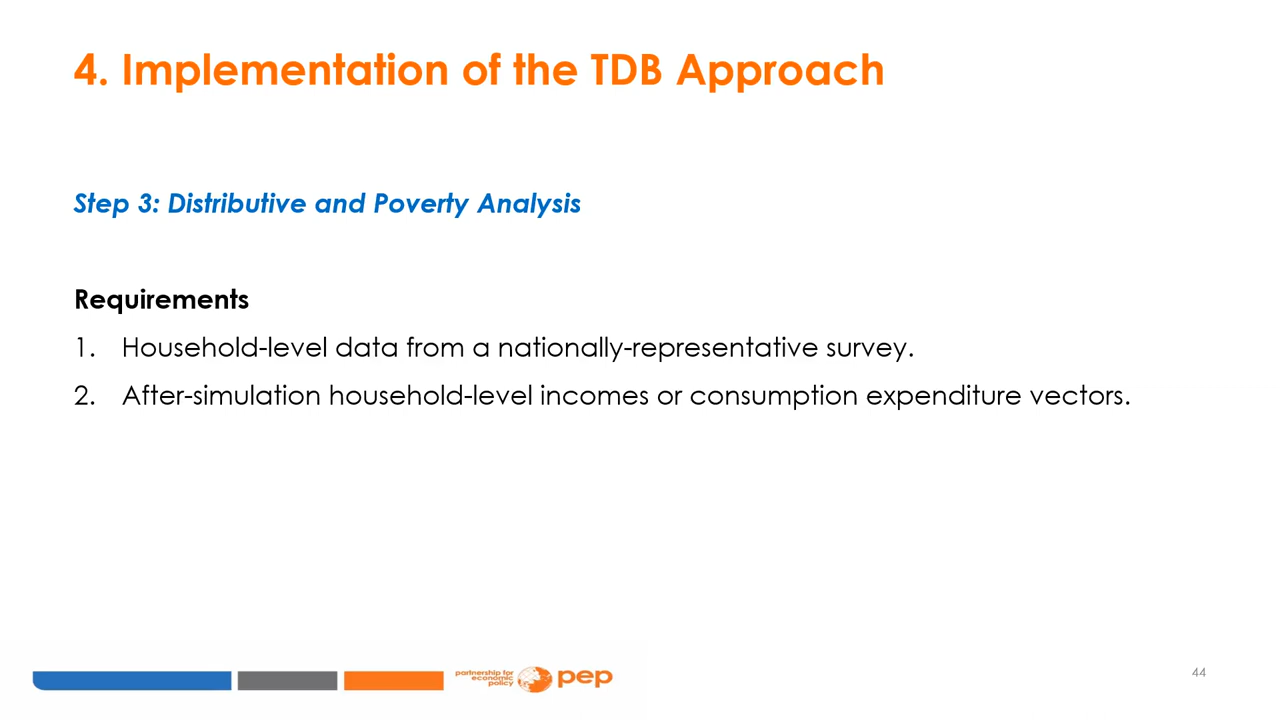 4. Implementation of the TDB Approach
Step 3: Distributive and Poverty Analysis
Requirements
1. Household-level data from a nationally-representative survey.
2. After-simulation household-level incomes or consumption expenditure vectors.
partnership for
economic
policy
pep
44